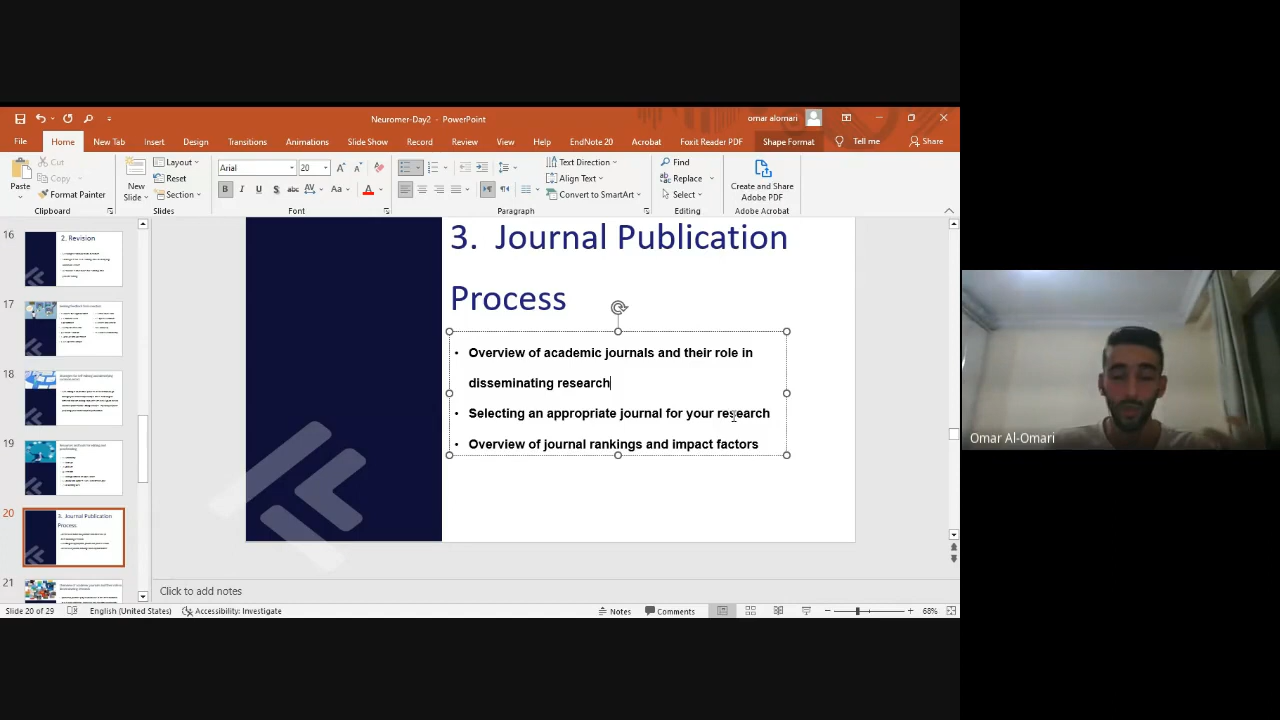 Neuromer-Day2 - PowerPoint
omar alomari
File Home New Tab Insert Design Transitions Animations Slide Show Record Review View Help EndNote 20 Acrobat Foxit Reader PDF Shape Format Tell me Share
Paste
Cut
Copy
Format Painter
Clipboard
New Slide
Layout
Reset
Section
Slides
Arial 20
Font
Paragraph
Text Direction
Align Text
Convert to SmartArt
Find
Replace
Select
Editing
Create and Share
Adobe PDF
Adobe Acrobat
16
2. Revision
17
18
19
20
3. Journal Publication
Process
21
3. Journal Publication
Process
• Overview of academic journals and their role in
disseminating research
• Selecting an appropriate journal for your research
• Overview of journal rankings and impact factors
Click to add notes
Slide 20 of 29 English (United States) Accessibility: Investigate Notes Comments 68%
Omar Al-Omari